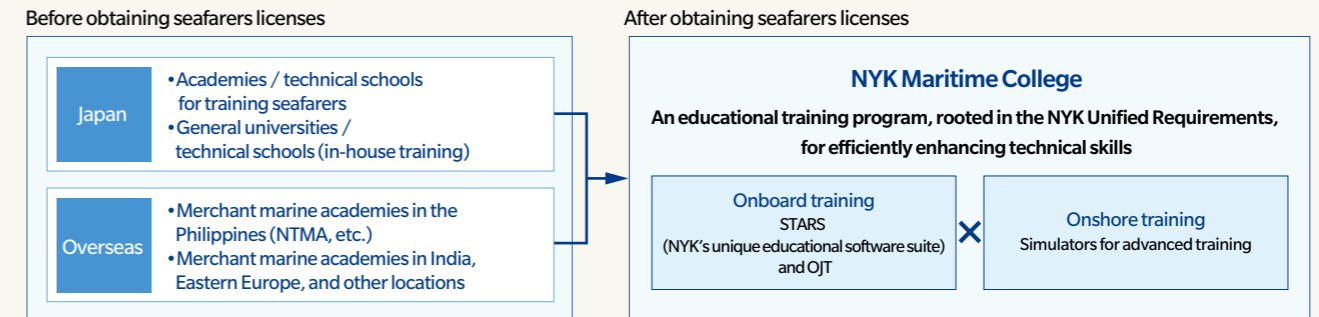 Before obtaining seafarers licenses
Japan
•Academies / technical schools
for training seafarers
•General universities /
technical schools (in-house training)
Overseas
•Merchant marine academies in the
Philippines (NTMA, etc.)
•Merchant marine academies in India,
Eastern Europe, and other locations
After obtaining seafarers licenses
NYK Maritime College
An educational training program, rooted in the NYK Unified Requirements,
for efficiently enhancing technical skills
Onboard training
STARS
(NYK's unique educational software suite)
and OJT
×
Onshore training
Simulators for advanced training